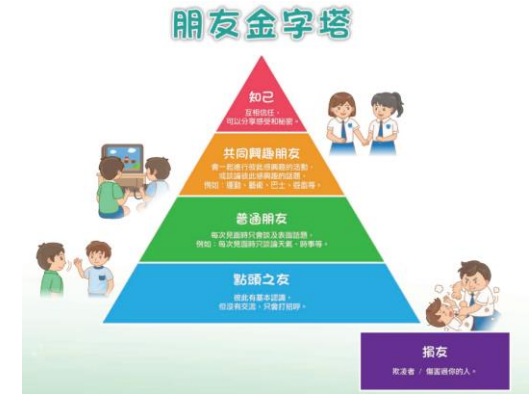 朋友金字塔
知己
互相信任，
可以分享感受和秘密。
共同興趣朋友
會一起進行彼此感興趣的活動，
或談論彼此感興趣的話題，
例如：運動、藝術、巴士、遊戲等。
普通朋友
每次見面時只會談及表面話題，
例如：每次見面時只談論天氣、時事等。
點頭之友
彼此有基本認識，
但沒有交流，只會打招呼。
損友
欺凌者 / 傷害過你的人。